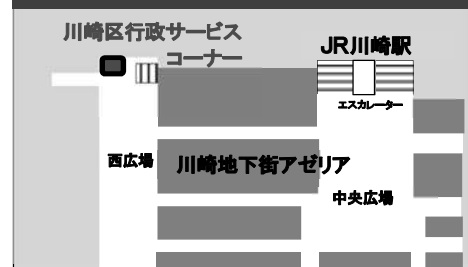 川崎区行政サービス
コーナー
JR川崎駅
エスカレーター
西広場
川崎地下街アゼリア
中央広場